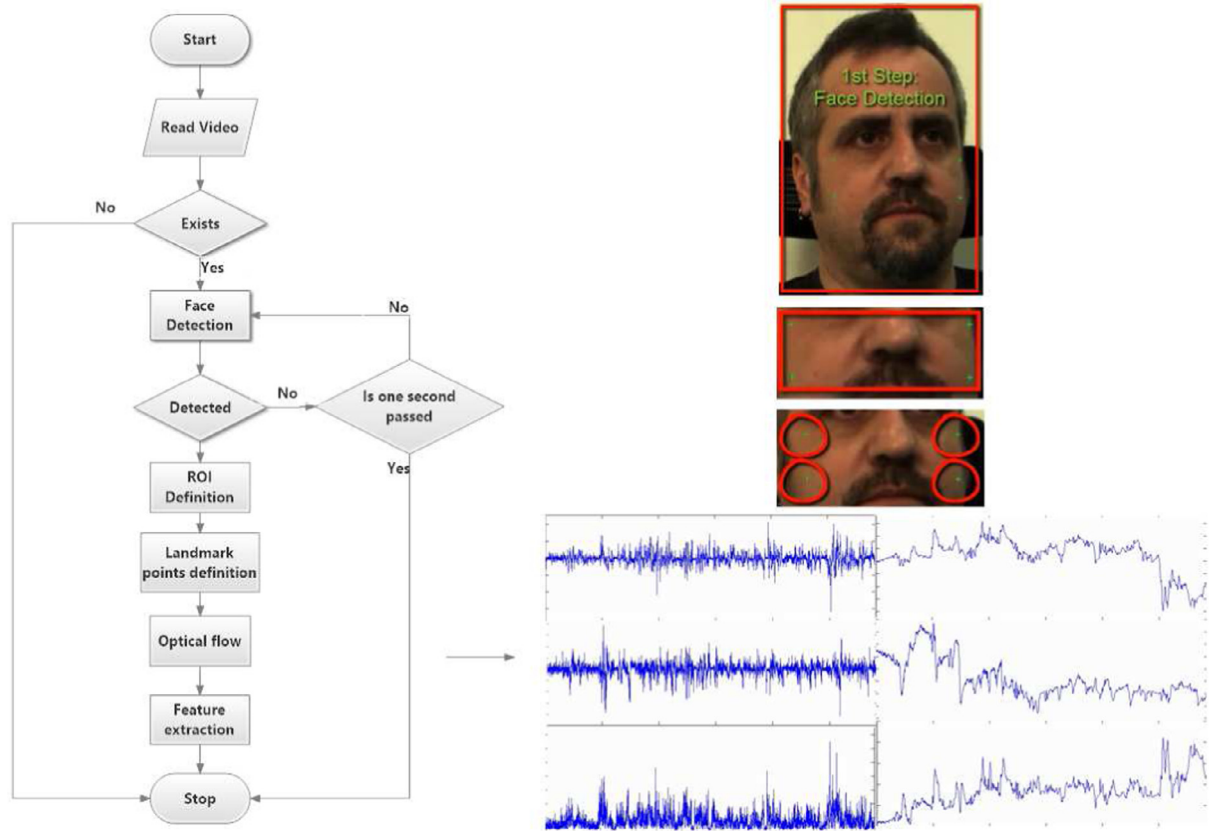 Start
Read Video
No
Exists
Yes
Face
Detection
No
Detected
No
Is one second
passed
Yes
ROI
Definition
Landmark
points definition
Optical flow
Feature
extraction
Stop
1st Step:
Face Detection